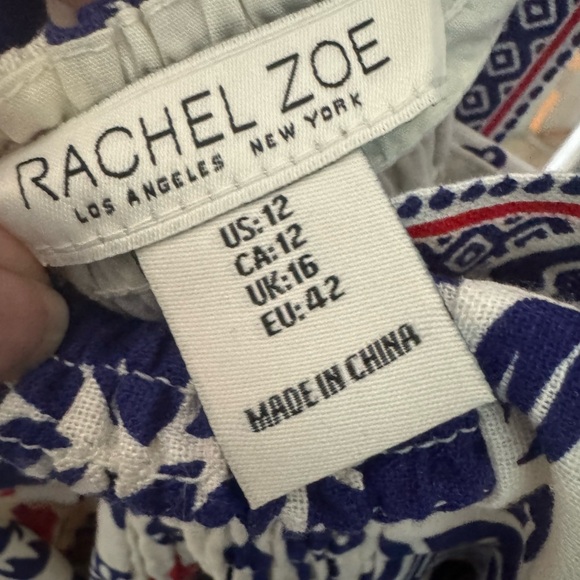 RACHEL ZOE
LOS ANGELES NEW YORK
US:12
CA:12
UK:16
EU:42
MADE IN CHINA